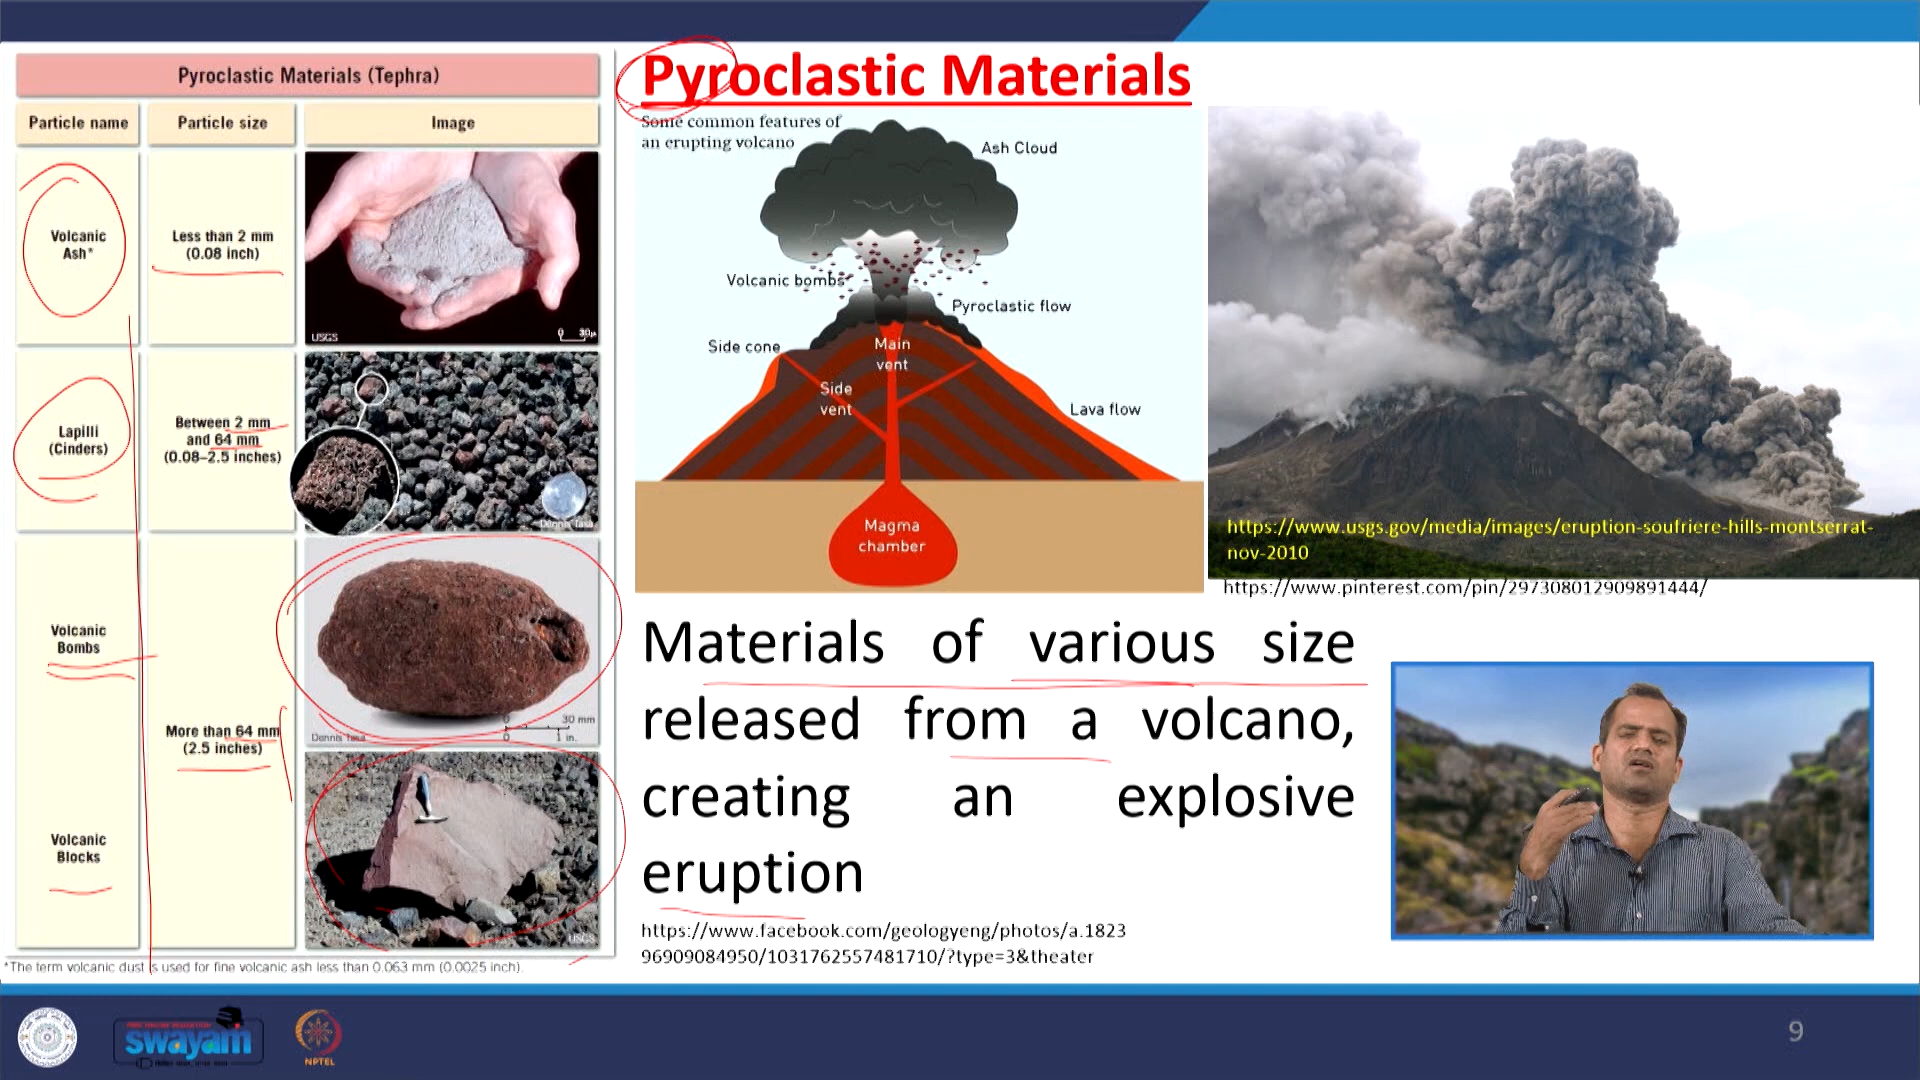 Pyroclastic Materials (Tephra)
Particle name
Particle size
Image
Volcanic
Ash*
Less than 2 mm
(0.08 inch)
USGS
Lapilli
(Cinders)
Between 2 mm
and 64 mm
(0.08–2.5 inches)
Dennis Tasa
Volcanic
Bombs
More than 64 mm
(2.5 inches)
Dennis Tasa
0 30 mm
0 1 in.
Volcanic
Blocks
USGS
*The term volcanic dust is used for fine volcanic ash less than 0.063 mm (0.0025 inch).
Pyroclastic Materials
Some common features of
an erupting volcano
Ash Cloud
Volcanic bombs
Pyroclastic flow
Side cone
Main
vent
Side
vent
Lava flow
Magma
chamber
https://www.usgs.gov/media/images/eruption-soufriere-hills-montserrat-
nov-2010
https://www.pinterest.com/pin/297308012909891444/
Materials of various size
released from a volcano,
creating an explosive
eruption
https://www.facebook.com/geologyeng/photos/a.1823
96909084950/1031762557481710/?type=3&theater
swayam
NPTEL
9